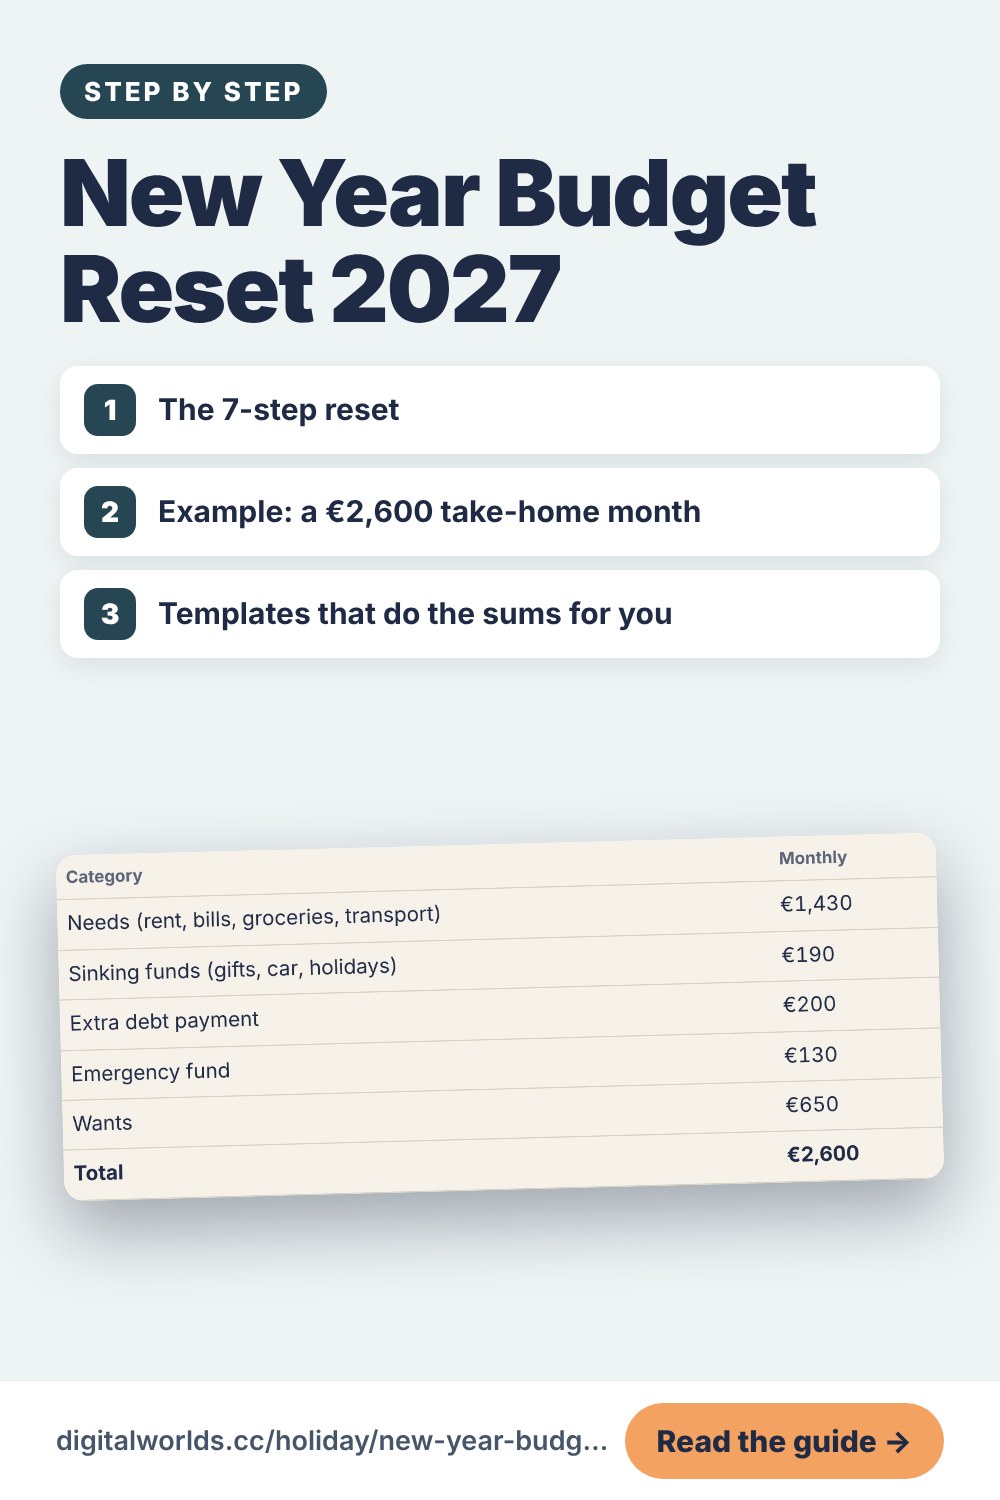 STEP BY STEP
New Year Budget
Reset 2027
1 The 7-step reset
2 Example: a €2,600 take-home month
3 Templates that do the sums for you
Category Monthly
Needs (rent, bills, groceries, transport) €1,430
Sinking funds (gifts, car, holidays) €190
Extra debt payment €200
Emergency fund €130
Wants €650
Total €2,600
digitalworlds.cc/holiday/new-year-budg... Read the guide →